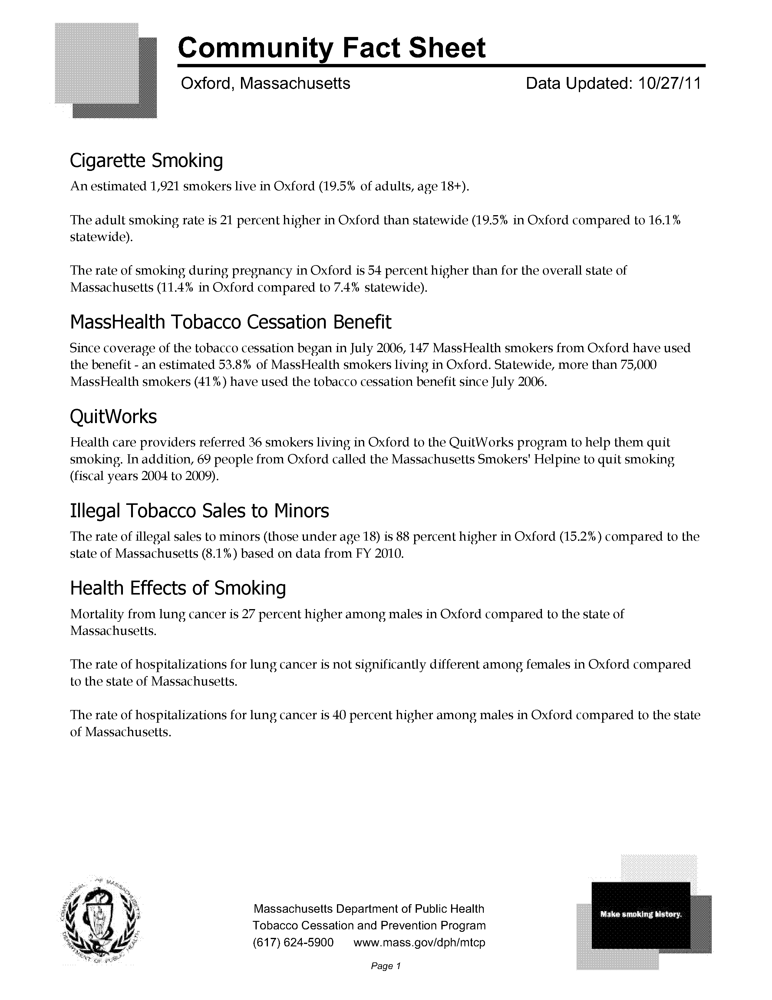 Community Fact Sheet
Oxford, Massachusetts
Data Updated: 10/27/11
Cigarette Smoking
An estimated 1,921 smokers live in Oxford (19.5% of adults, age 18+).
The adult smoking rate is 21 percent higher in Oxford than statewide (19.5% in Oxford compared to 16.1%
statewide).
The rate of smoking during pregnancy in Oxford is 54 percent higher than for the overall state of
Massachusetts (11.4% in Oxford compared to 7.4% statewide).
MassHealth Tobacco Cessation Benefit
Since coverage of the tobacco cessation began in July 2006, 147 MassHealth smokers from Oxford have used
the benefit - an estimated 53.8% of MassHealth smokers living in Oxford. Statewide, more than 75,000
MassHealth smokers (41%) have used the tobacco cessation benefit since July 2006.
QuitWorks
Health care providers referred 36 smokers living in Oxford to the QuitWorks program to help them quit
smoking. In addition, 69 people from Oxford called the Massachusetts Smokers' Helpine to quit smoking
(fiscal years 2004 to 2009).
Illegal Tobacco Sales to Minors
The rate of illegal sales to minors (those under age 18) is 88 percent higher in Oxford (15.2%) compared to the
state of Massachusetts (8.1%) based on data from FY 2010.
Health Effects of Smoking
Mortality from lung cancer is 27 percent higher among males in Oxford compared to the state of
Massachusetts.
The rate of hospitalizations for lung cancer is not significantly different among females in Oxford compared
to the state of Massachusetts.
The rate of hospitalizations for lung cancer is 40 percent higher among males in Oxford compared to the state
of Massachusetts.
COMMONWEALTH OF MASSACHUSETTS
DEPARTMENT OF PUBLIC HEALTH
Massachusetts Department of Public Health
Tobacco Cessation and Prevention Program
(617) 624-5900 www.mass.gov/dph/mtcp
Make smoking history.
Page 1